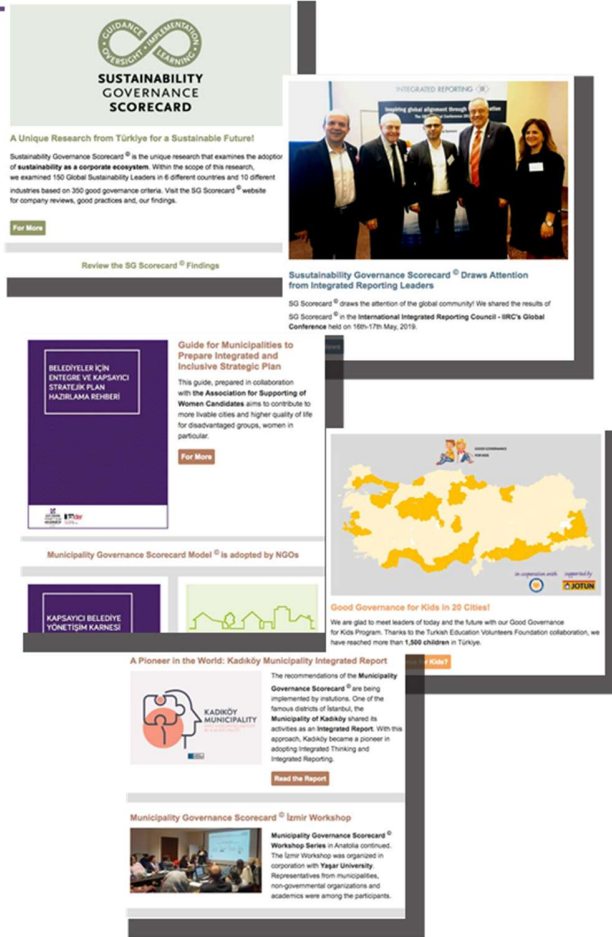 GUIDANCE IMPLEMENTATION
OVERSIGHT LEARNING
SUSTAINABILITY
GOVERNANCE
SCORECARD
A Unique Research from Türkiye for a Sustainable Future!
Sustainability Governance Scorecard © is the unique research that examines the adoption
of sustainability as a corporate ecosystem. Within the scope of this research,
we examined 150 Global Sustainability Leaders in 6 different countries and 10 different
industries based on 350 good governance criteria. Visit the SG Scorecard © website
for company reviews, good practices and, our findings.
For More
Review the SG Scorecard © Findings
INTEGRATED REPORTING <IR>
Inspiring global alignment through
Susutainability Governance Scorecard © Draws Attention
from Integrated Reporting Leaders
SG Scorecard © draws the attention of the global community! We shared the results of
SG Scorecard © in the International Integrated Reporting Council - IIRC's Global
Conference held on 16th-17th May, 2019.
BELEDİYELER İÇİN
ENTEGRE VE KAPSAYICI
STRATEJİK PLAN
HAZIRLAMA REHBERİ
Guide for Municipalities to
Prepare Integrated and
Inclusive Strategic Plan
This guide, prepared in collaboration
with the Association for Supporting of
Women Candidates aims to contribute to
more livable cities and higher quality of life
for disadvantaged groups, women in
particular.
For More
Municipality Governance Scorecard Model © is adopted by NGOs
KAPSAYICI BELEDİYE
YÖNETİŞİM KARNESİ
GOOD GOVERNANCE
FOR KIDS
in cooperation with
supported by
JOTUN
Good Governance for Kids in 20 Cities!
We are glad to meet leaders of today and the future with our Good Governance
for Kids Program. Thanks to the Turkish Education Volunteers Foundation collaboration, we
have reached more than 1,500 children in Türkiye.
for Kids?
A Pioneer in the World: Kadıköy Municipality Integrated Report
KADIKÖY
MUNICIPALITY
The recommendations of the Municipality
Governance Scorecard © are being
implemented by instutions. One of the
famous districts of İstanbul, the
Municipality of Kadıköy shared its
activities as an Integrated Report. With this
approach, Kadıköy became a pioneer in
adopting Integrated Thinking and
Integrated Reporting.
Read the Report
Municipality Governance Scorecard © İzmir Workshop
Municipality Governance Scorecard ©
Workshop Series in Anatolia continued.
The İzmir Workshop was organized in
corporation with Yaşar University.
Representatives from municipalities,
non-governmental organizations and
academics were among the participants.